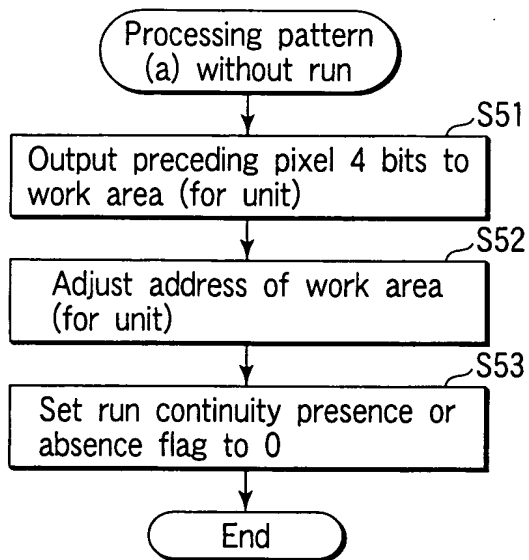 Processing pattern
(a) without run
S51
Output preceding pixel 4 bits to
work area (for unit)
S52
Adjust address of work area
(for unit)
S53
Set run continuity presence or
absence flag to 0
End